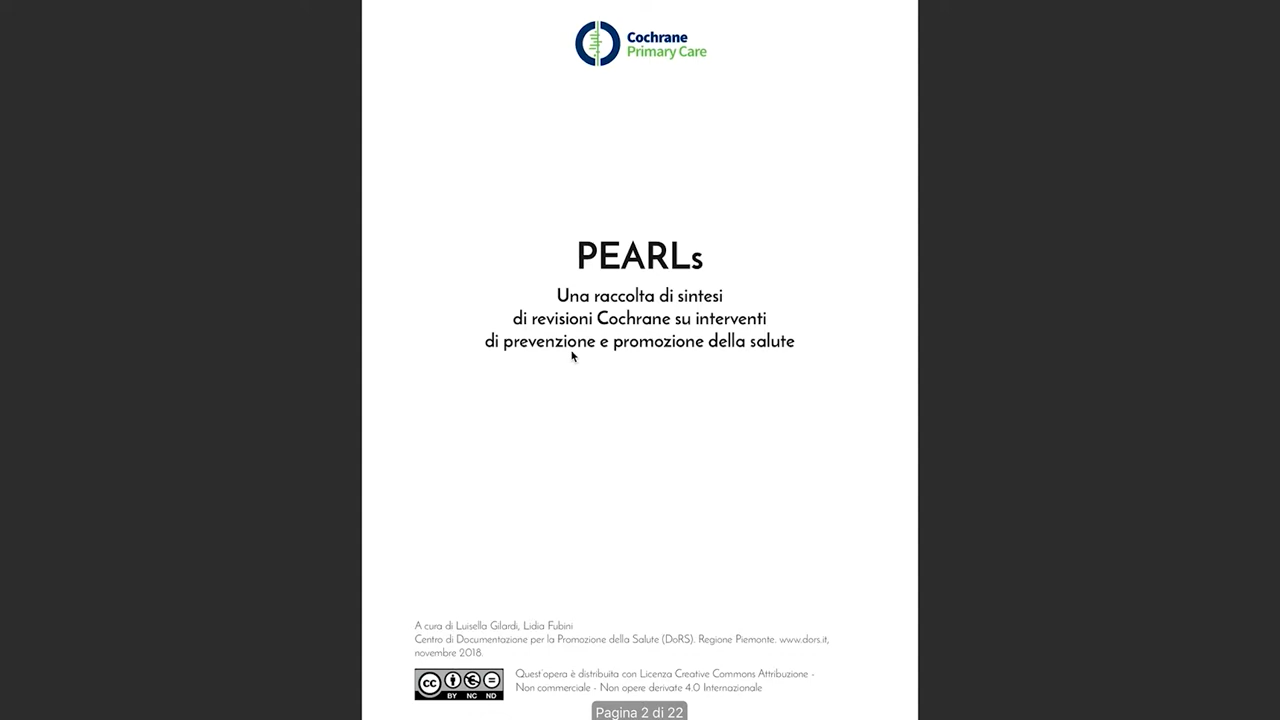 Cochrane
Primary Care
PEARLs
Una raccolta di sintesi
di revisioni Cochrane su interventi
di prevenzione e promozione della salute
A cura di Luisella Gilardi, Lidia Fubini
Centro di Documentazione per la Promozione della Salute (DoRS). Regione Piemonte. www.dors.it,
novembre 2018.
CC BY NC ND
Quest'opera è distribuita con Licenza Creative Commons Attribuzione -
Non commerciale - Non opere derivate 4.0 Internazionale
Pagina 2 di 22